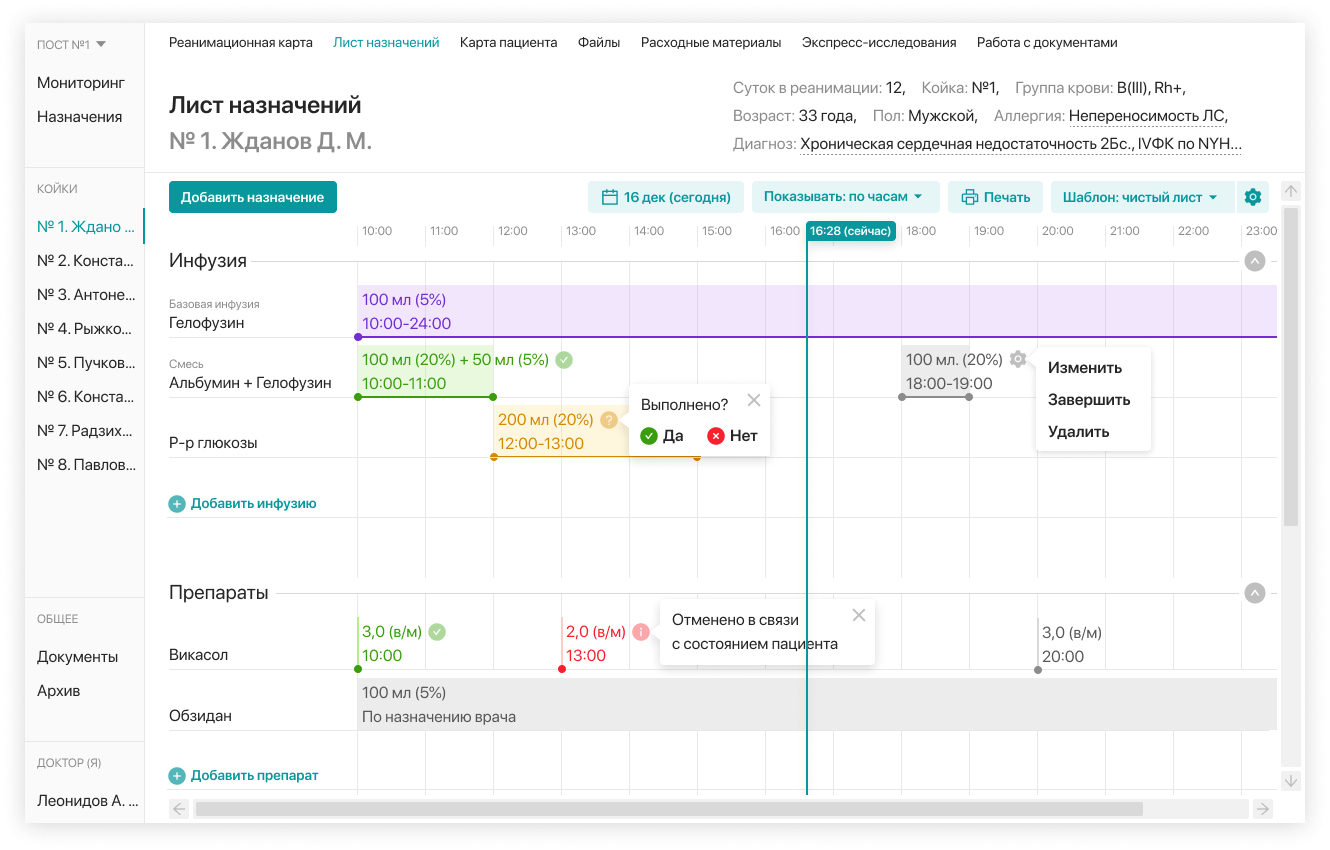 ПОСТ №1
Мониторинг
Назначения
КОЙКИ
№ 1. Ждано ...
№ 2. Конста...
№ 3. Антоне...
№ 4. Рыжко...
№ 5. Пучков...
№ 6. Конста...
№ 7. Радзих...
№ 8. Павлов...
ОБЩЕЕ
Документы
Архив
ДОКТОР (Я)
Леонидов А. ...
Реанимационная карта Лист назначений Карта пациента Файлы Расходные материалы Экспресс-исследования Работа с документами
Лист назначений
№ 1. Жданов Д. М.
Суток в реанимации: 12, Койка: №1, Группа крови: B(III), Rh+,
Возраст: 33 года, Пол: Мужской, Аллергия: Непереносимость ЛС,
Диагноз: Хроническая сердечная недостаточность 2Бс., IVФК по NYH...
Добавить назначение 16 дек (сегодня) Показывать: по часам Печать Шаблон: чистый лист
10:00 11:00 12:00 13:00 14:00 15:00 16:00 16:28 (сейчас) 18:00 19:00 20:00 21:00 22:00 23:00
Инфузия
Базовая инфузия
Гелофузин
100 мл (5%)
10:00-24:00
Смесь
Альбумин + Гелофузин
100 мл (20%) + 50 мл (5%)
10:00-11:00
100 мл. (20%)
18:00-19:00
Изменить
Завершить
Удалить
Р-р глюкозы
200 мл (20%) ?
12:00-13:00
Выполнено?
Да Нет
Добавить инфузию
Препараты
Викасол
3,0 (в/м)
10:00
2,0 (в/м)
13:00
Отменено в связи
с состоянием пациента
3,0 (в/м)
20:00
Обзидан
100 мл (5%)
По назначению врача
Добавить препарат